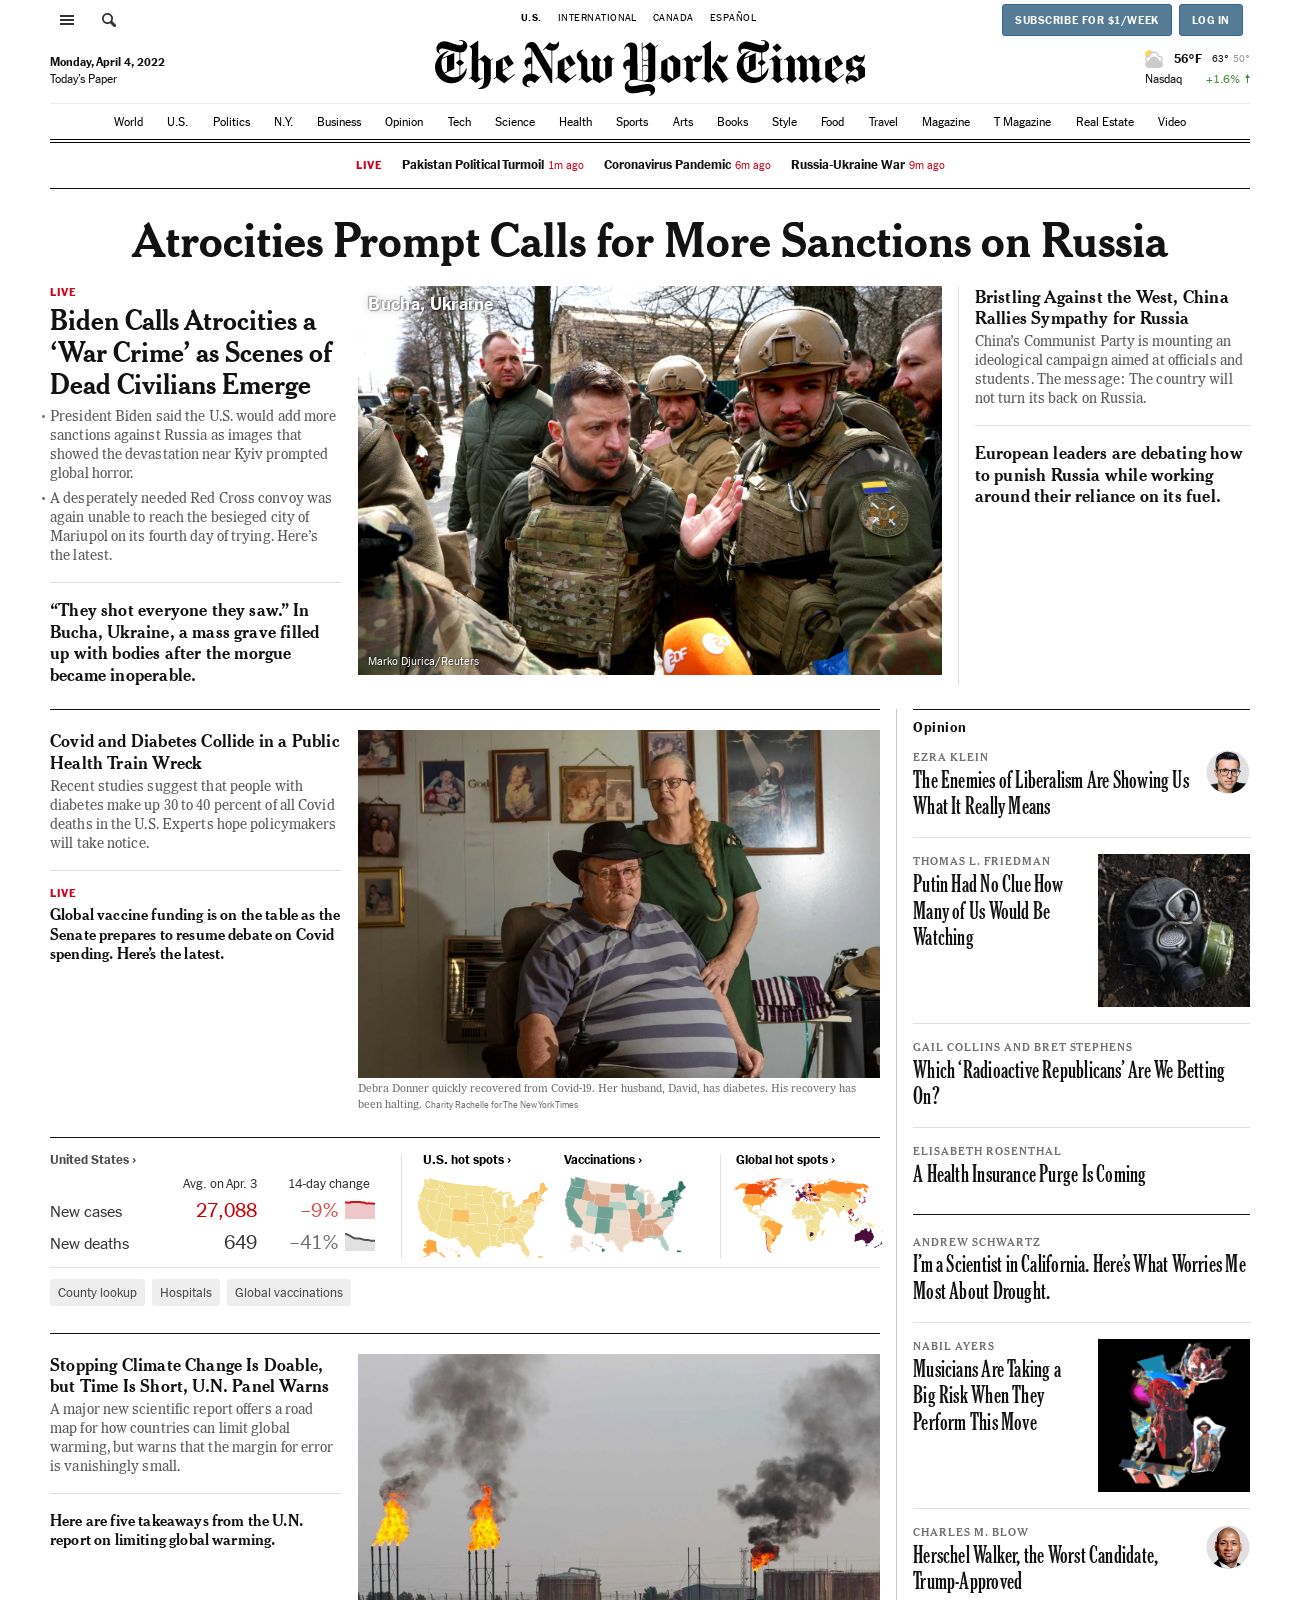 U.S. INTERNATIONAL CANADA ESPAÑOL
SUBSCRIBE FOR $1/WEEK LOG IN
Monday, April 4, 2022
Today's Paper
The New York Times
56°F 63° 50°
Nasdaq +1.6% ↑
World U.S. Politics N.Y. Business Opinion Tech Science Health Sports Arts Books Style Food Travel Magazine T Magazine Real Estate Video
LIVE Pakistan Political Turmoil 1m ago Coronavirus Pandemic 6m ago Russia-Ukraine War 9m ago
Atrocities Prompt Calls for More Sanctions on Russia
LIVE
Biden Calls Atrocities a
‘War Crime’ as Scenes of
Dead Civilians Emerge
• President Biden said the U.S. would add more
sanctions against Russia as images that
showed the devastation near Kyiv prompted
global horror.
• A desperately needed Red Cross convoy was
again unable to reach the besieged city of
Mariupol on its fourth day of trying. Here’s
the latest.
“They shot everyone they saw.” In
Bucha, Ukraine, a mass grave filled
up with bodies after the morgue
became inoperable.
Bucha, Ukraine
ZDF
Marko Djurica/Reuters
Bristling Against the West, China
Rallies Sympathy for Russia
China’s Communist Party is mounting an
ideological campaign aimed at officials and
students. The message: The country will
not turn its back on Russia.
European leaders are debating how
to punish Russia while working
around their reliance on its fuel.
Covid and Diabetes Collide in a Public
Health Train Wreck
Recent studies suggest that people with
diabetes make up 30 to 40 percent of all Covid
deaths in the U.S. Experts hope policymakers
will take notice.
LIVE
Global vaccine funding is on the table as the
Senate prepares to resume debate on Covid
spending. Here’s the latest.
God
Debra Donner quickly recovered from Covid-19. Her husband, David, has diabetes. His recovery has
been halting. Charity Rachelle for The New York Times
United States ›
Avg. on Apr. 3 14-day change
New cases 27,088 –9%
New deaths 649 –41%
U.S. hot spots ›
Vaccinations ›
Global hot spots ›
County lookup Hospitals Global vaccinations
Stopping Climate Change Is Doable,
but Time Is Short, U.N. Panel Warns
A major new scientific report offers a road
map for how countries can limit global
warming, but warns that the margin for error
is vanishingly small.
Here are five takeaways from the U.N.
report on limiting global warming.
Opinion
EZRA KLEIN
The Enemies of Liberalism Are Showing Us
What It Really Means
THOMAS L. FRIEDMAN
Putin Had No Clue How
Many of Us Would Be
Watching
GAIL COLLINS AND BRET STEPHENS
Which ‘Radioactive Republicans’ Are We Betting
On?
ELISABETH ROSENTHAL
A Health Insurance Purge Is Coming
ANDREW SCHWARTZ
I’m a Scientist in California. Here’s What Worries Me
Most About Drought.
NABIL AYERS
Musicians Are Taking a
Big Risk When They
Perform This Move
CHARLES M. BLOW
Herschel Walker, the Worst Candidate,
Trump-Approved